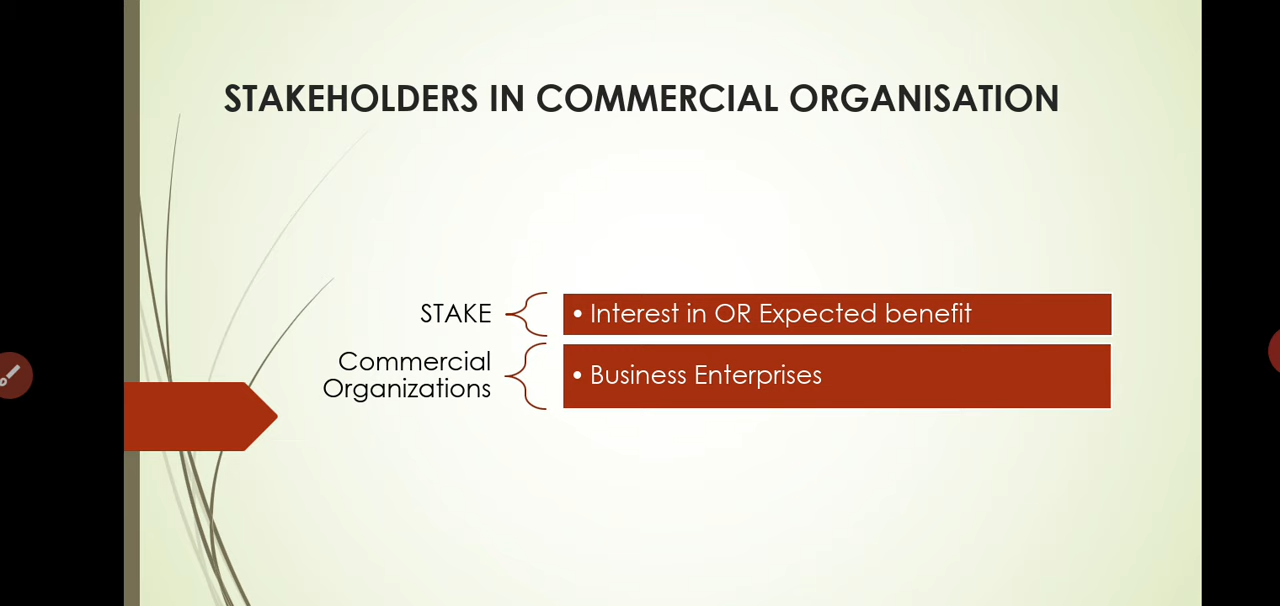 STAKEHOLDERS IN COMMERCIAL ORGANISATION
STAKE
• Interest in OR Expected benefit
Commercial
Organizations
• Business Enterprises